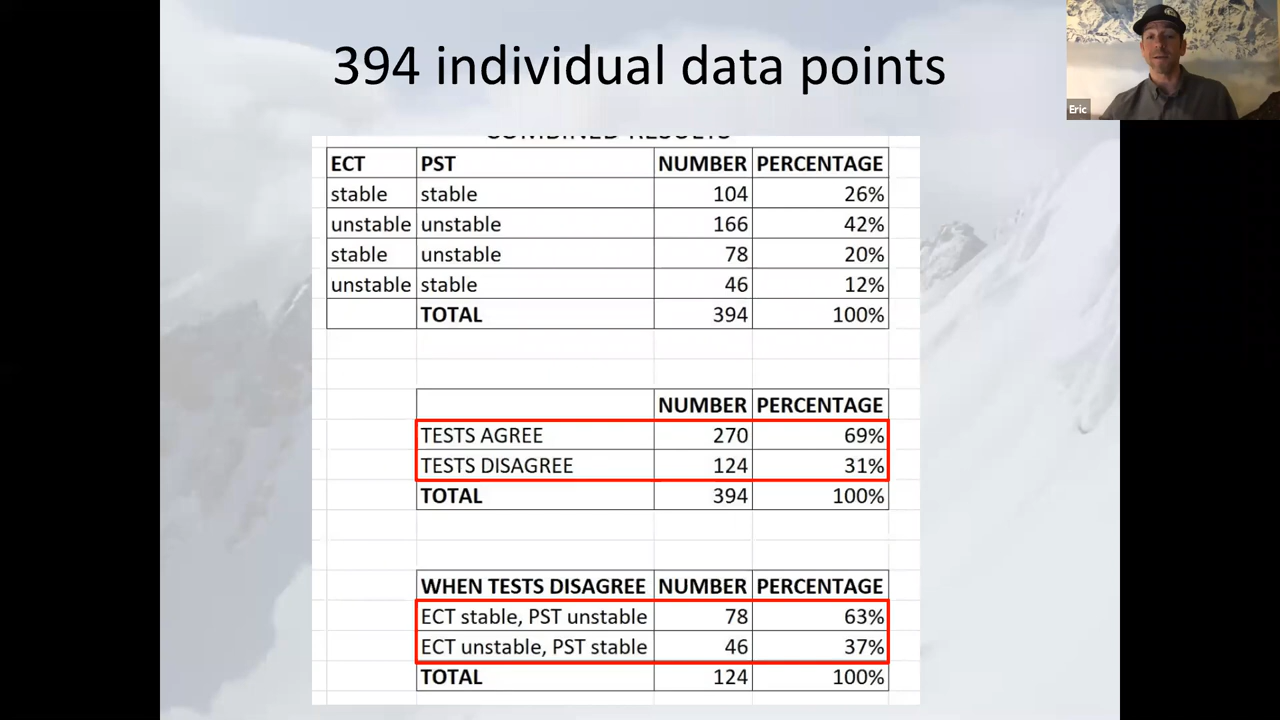 394 individual data points
Eric
COMBINED RESULTS
ECT PST NUMBER PERCENTAGE
stable stable 104 26%
unstable unstable 166 42%
stable unstable 78 20%
unstable stable 46 12%
TOTAL 394 100%
NUMBER PERCENTAGE
TESTS AGREE 270 69%
TESTS DISAGREE 124 31%
TOTAL 394 100%
WHEN TESTS DISAGREE NUMBER PERCENTAGE
ECT stable, PST unstable 78 63%
ECT unstable, PST stable 46 37%
TOTAL 124 100%